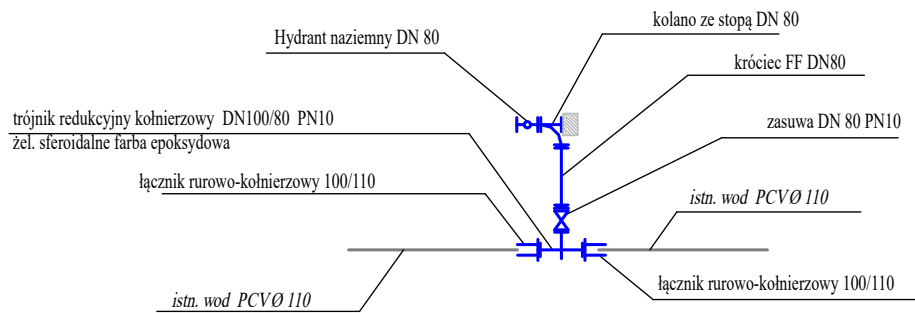 kolano ze stopą DN 80
Hydrant naziemny DN 80
króciec FF DN80
trójnik redukcyjny kołnierzowy DN100/80 PN10
żel. sferoidalne farba epoksydowa
zasuwa DN 80 PN10
łącznik rurowo-kołnierzowy 100/110
istn. wod PCVØ 110
łącznik rurowo-kołnierzowy 100/110
istn. wod PCVØ 110